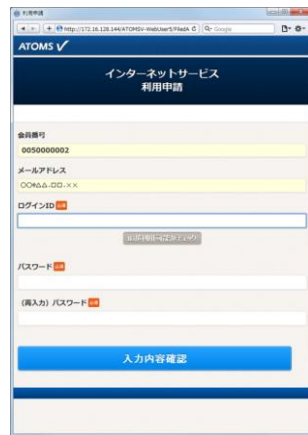 利用申請
http://172.16.128.144/ATOMSV-WebUser5/FiledA
Google
ATOMS V
インターネットサービス
利用申請
会員番号
0050000002
メールアドレス
○○#△△-□□.××
ログインID 必須
パスワード 必須
(再入力) パスワード 必須
入力内容確認